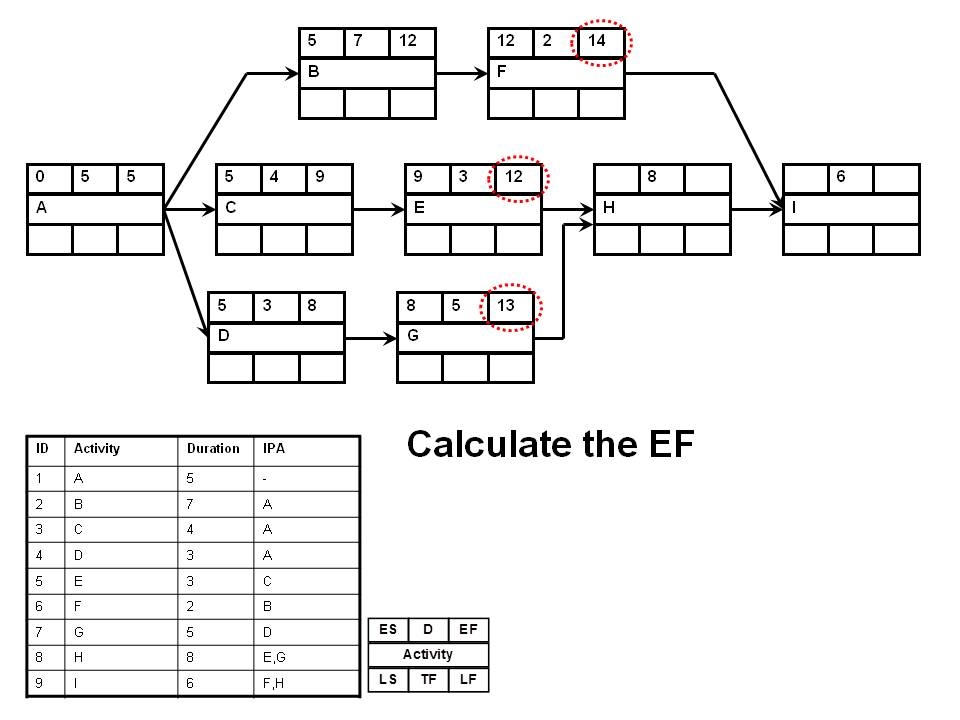 5 7 12
B
12 2 14
F
0 5 5
A
5 4 9
C
9 3 12
E
8
H
6
I
5 3 8
D
8 5 13
G
Calculate the EF
ID Activity Duration IPA
1 A 5 -
2 B 7 A
3 C 4 A
4 D 3 A
5 E 3 C
6 F 2 B
7 G 5 D
8 H 8 E,G
9 I 6 F,H
ES D EF
Activity
LS TF LF